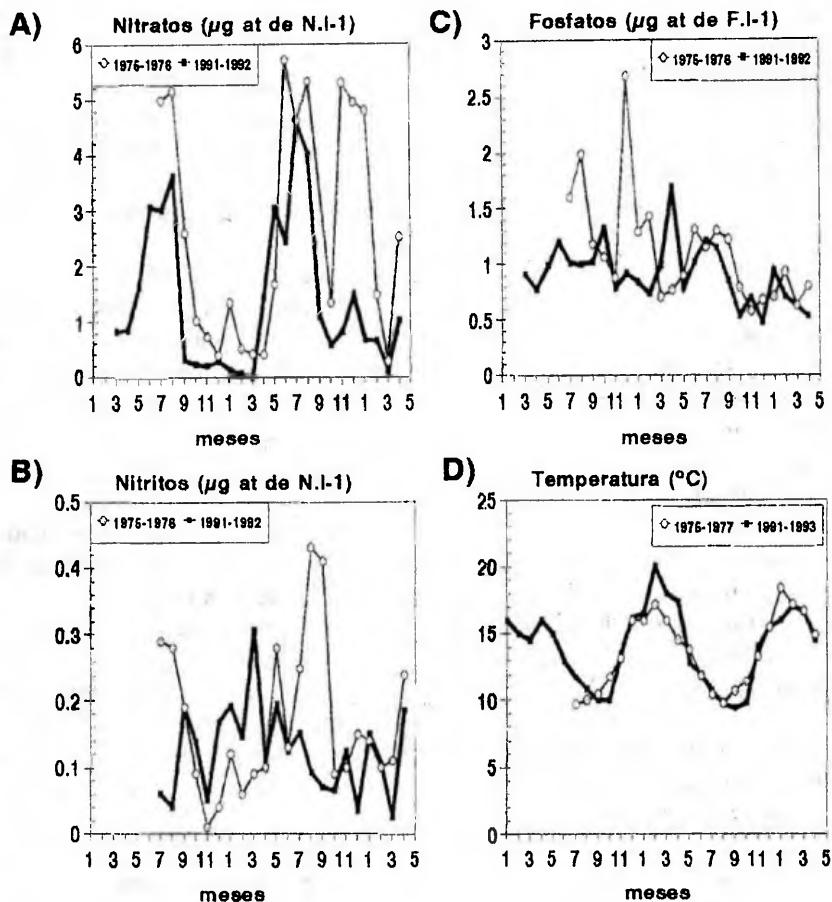 A) Nitratos (µg at de N.l-1)
6
1975-1976 1991-1992
5
4
3
2
1
0
1 3 5 7 9 11 1 3 5 7 9 11 1 3 5
meses
C) Fosfatos (µg at de F.l-1)
3
1975-1976 1991-1992
2.5
2
1.5
1
0.5
0
1 3 5 7 9 11 1 3 5 7 9 11 1 3 5
meses
B) Nitritos (µg at de N.l-1)
0.5
1975-1976 1991-1992
0.4
0.3
0.2
0.1
0
1 3 5 7 9 11 1 3 5 7 9 11 1 3 5
meses
D) Temperatura (ºC)
25
1975-1977 1991-1993
20
15
10
5
0
1 3 5 7 9 11 1 3 5 7 9 11 1 3 5
meses